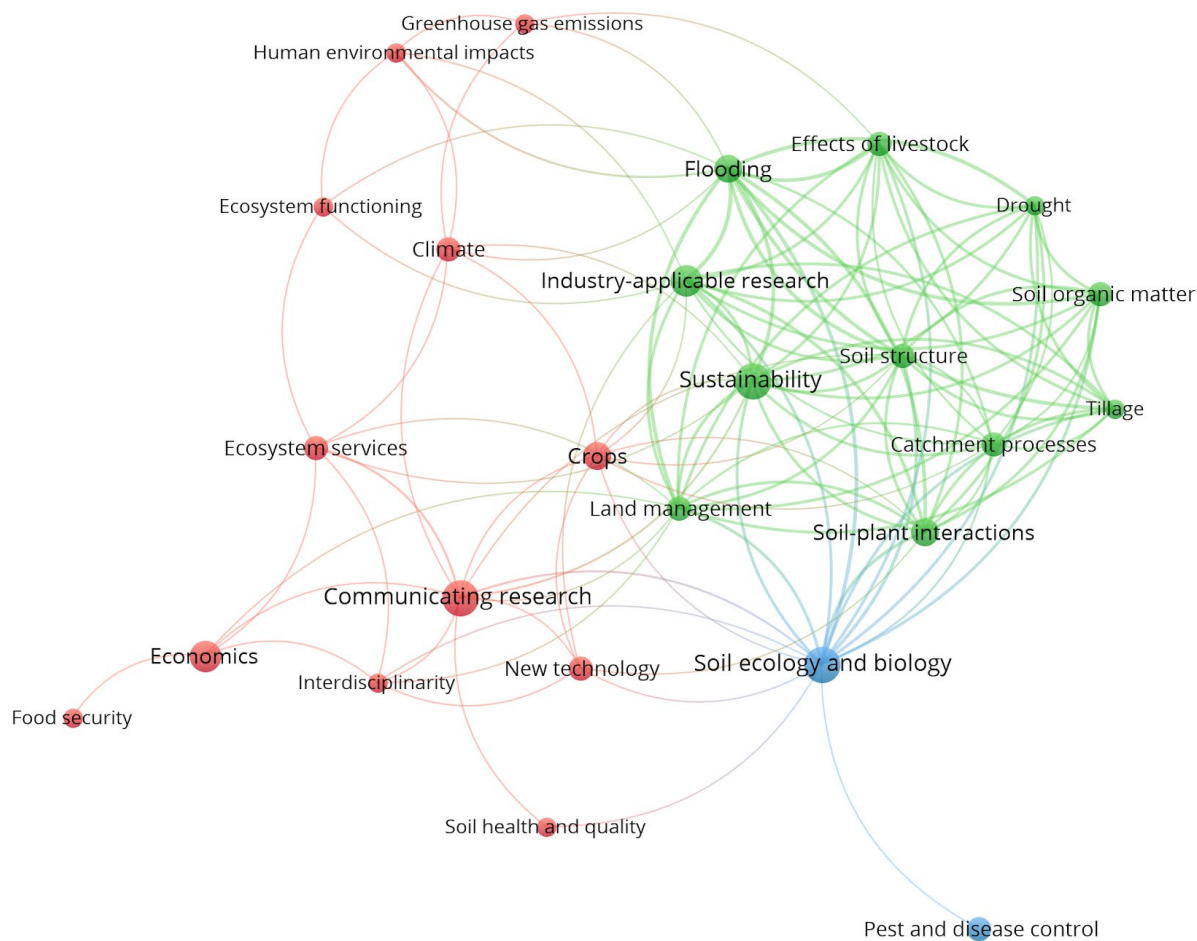 Greenhouse gas emissions
Human environmental impacts
Effects of livestock
Flooding
Drought
Ecosystem functioning
Climate
Industry-applicable research
Soil organic matter
Soil structure
Sustainability
Tillage
Catchment processes
Ecosystem services
Crops
Land management
Soil-plant interactions
Communicating research
Economics
Soil ecology and biology
New technology
Interdisciplinarity
Food security
Soil health and quality
Pest and disease control